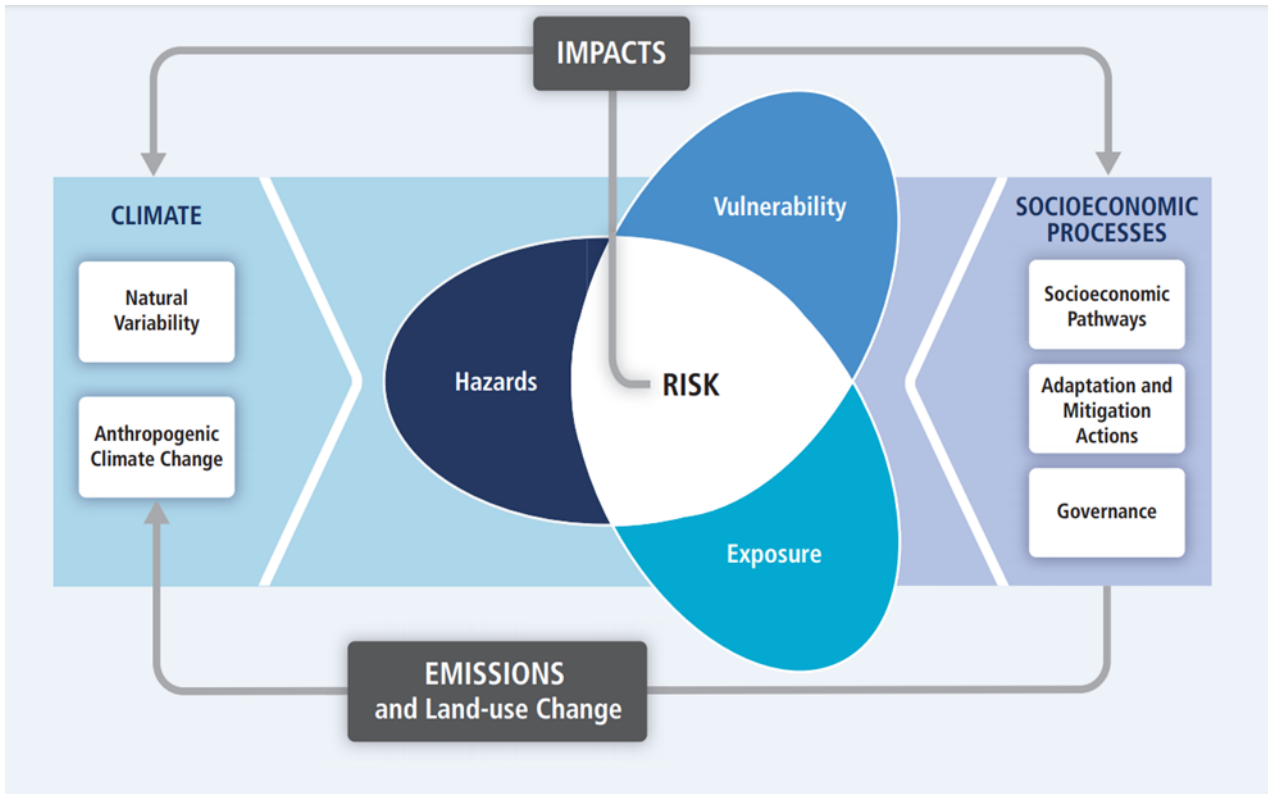 IMPACTS
CLIMATE
Natural
Variability
Anthropogenic
Climate Change
Vulnerability
Hazards
RISK
Exposure
SOCIOECONOMIC
PROCESSES
Socioeconomic
Pathways
Adaptation and
Mitigation
Actions
Governance
EMISSIONS
and Land-use Change